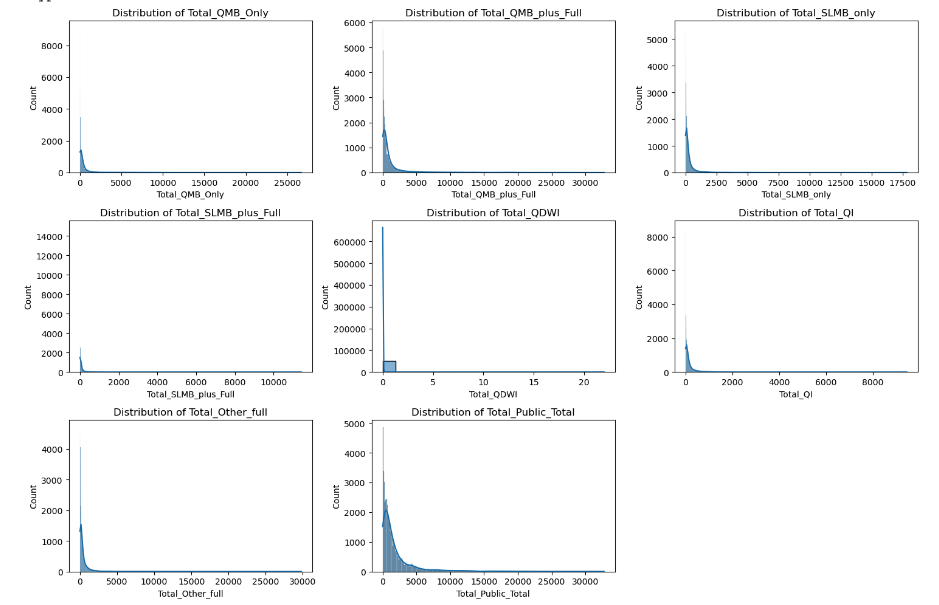 Distribution of Total_QMB_Only
Count
8000
6000
4000
2000
0
0 5000 10000 15000 20000 25000
Total_QMB_Only
Distribution of Total_QMB_plus_Full
Count
6000
5000
4000
3000
2000
1000
0
0 5000 10000 15000 20000 25000 30000
Total_QMB_plus_Full
Distribution of Total_SLMB_only
Count
5000
4000
3000
2000
1000
0
0 2500 5000 7500 10000 12500 15000 17500
Total_SLMB_only
Distribution of Total_SLMB_plus_Full
Count
14000
12000
10000
8000
6000
4000
2000
0
0 2000 4000 6000 8000 10000
Total_SLMB_plus_Full
Distribution of Total_QDWI
Count
600000
500000
400000
300000
200000
100000
0
0 5 10 15 20
Total_QDWI
Distribution of Total_QI
Count
8000
6000
4000
2000
0
0 2000 4000 6000 8000
Total_QI
Distribution of Total_Other_full
Count
4000
3000
2000
1000
0
0 5000 10000 15000 20000 25000 30000
Total_Other_full
Distribution of Total_Public_Total
Count
5000
4000
3000
2000
1000
0
0 5000 10000 15000 20000 25000 30000
Total_Public_Total